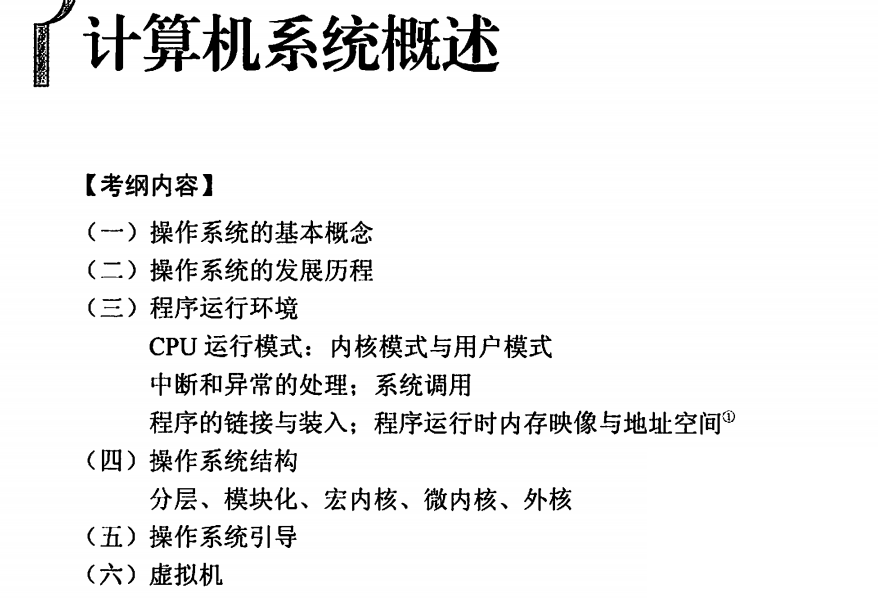 计算机系统概述
【考纲内容】
（一）操作系统的基本概念
（二）操作系统的发展历程
（三）程序运行环境
CPU 运行模式：内核模式与用户模式
中断和异常的处理；系统调用
程序的链接与装入；程序运行时内存映像与地址空间①
（四）操作系统结构
分层、模块化、宏内核、微内核、外核
（五）操作系统引导
（六）虚拟机